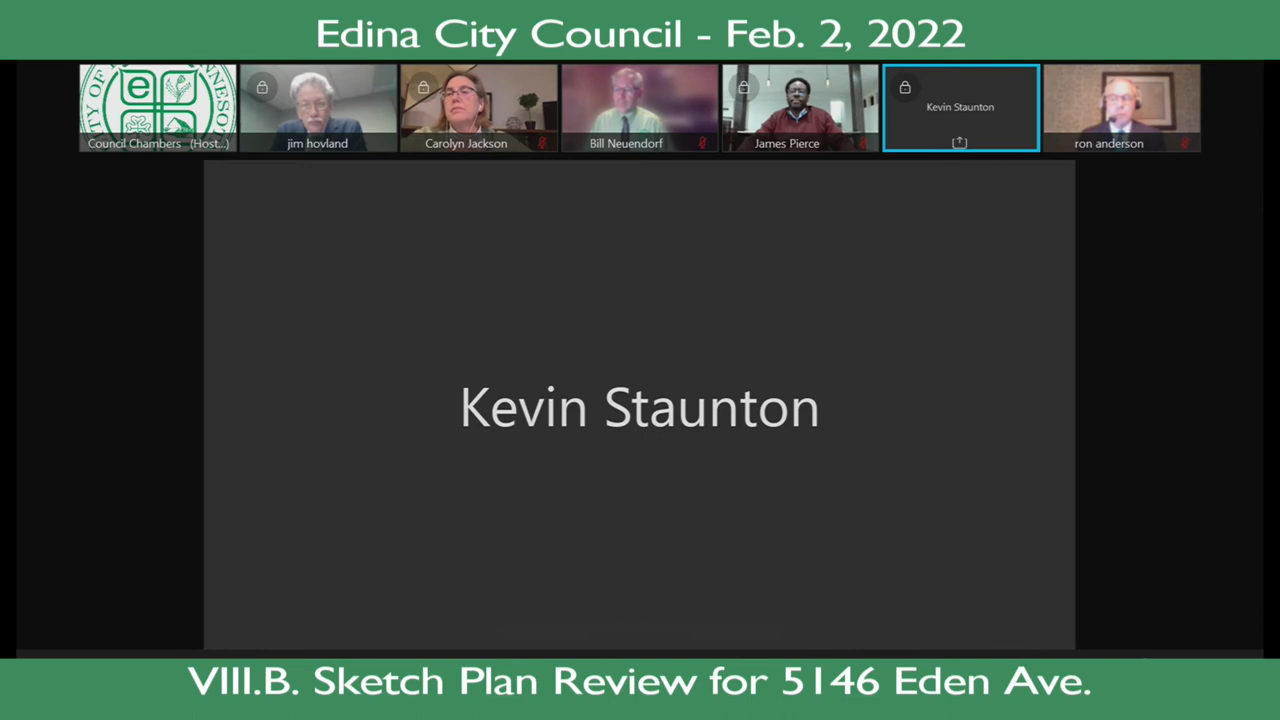 Edina City Council - Feb. 2, 2022
Council Chambers (Host...)
jim hovland
Carolyn Jackson
Bill Neuendorf
James Pierce
Kevin Staunton
ron anderson
Kevin Staunton
VIII.B. Sketch Plan Review for 5146 Eden Ave.